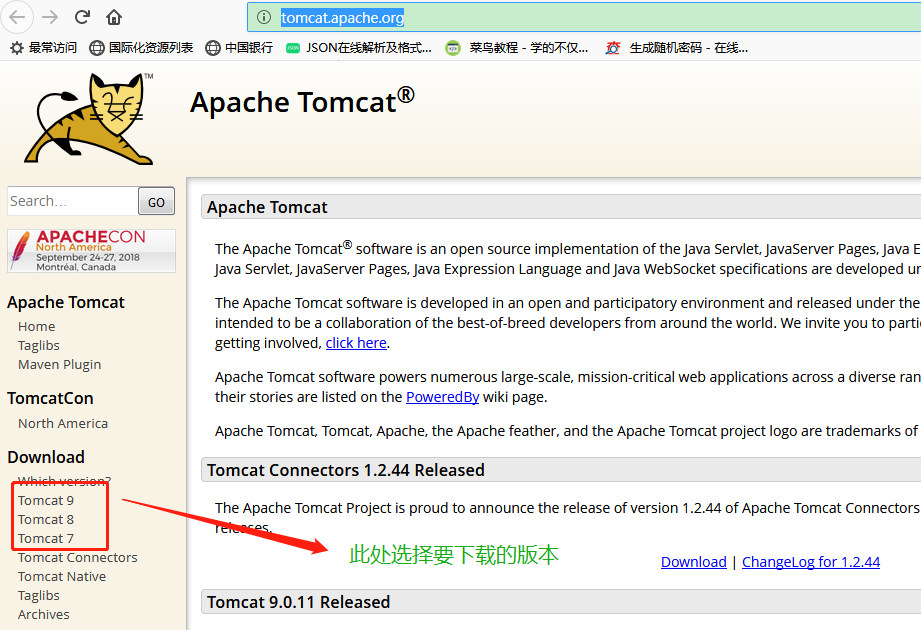 tomcat.apache.org
最常访问 国际化资源列表 中国银行 JSON JSON在线解析及格式... 菜鸟教程 - 学的不仅... 生成随机密码 - 在线...
TM
Apache Tomcat®
Search... GO
APACHECON
North America
September 24-27, 2018
Montréal, Canada
Apache Tomcat
Home
Taglibs
Maven Plugin
TomcatCon
North America
Download
Which version?
Tomcat 9
Tomcat 8
Tomcat 7
Tomcat Connectors
Tomcat Native
Taglibs
Archives
Apache Tomcat
The Apache Tomcat® software is an open source implementation of the Java Servlet, JavaServer Pages, Java E
Java Servlet, JavaServer Pages, Java Expression Language and Java WebSocket specifications are developed un
The Apache Tomcat software is developed in an open and participatory environment and released under the
intended to be a collaboration of the best-of-breed developers from around the world. We invite you to parti
getting involved, click here.
Apache Tomcat software powers numerous large-scale, mission-critical web applications across a diverse ran
their stories are listed on the PoweredBy wiki page.
Apache Tomcat, Tomcat, Apache, the Apache feather, and the Apache Tomcat project logo are trademarks of
Tomcat Connectors 1.2.44 Released
The Apache Tomcat Project is proud to announce the release of version 1.2.44 of Apache Tomcat Connectors
releases.
此处选择要下载的版本
Download | ChangeLog for 1.2.44
Tomcat 9.0.11 Released